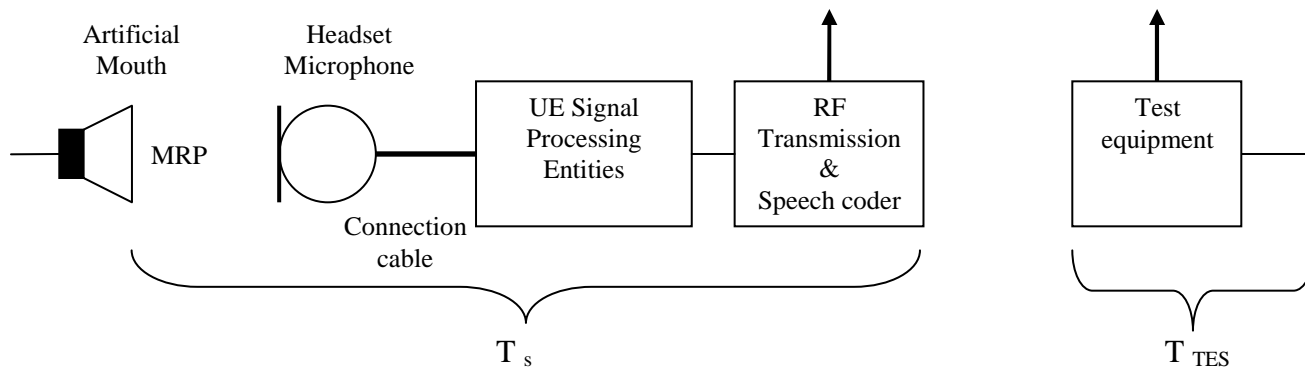 Artificial
Mouth
MRP
Headset
Microphone
Connection
cable
UE Signal
Processing
Entities
RF
Transmission
&
Speech coder
Test
equipment
T s
T TES